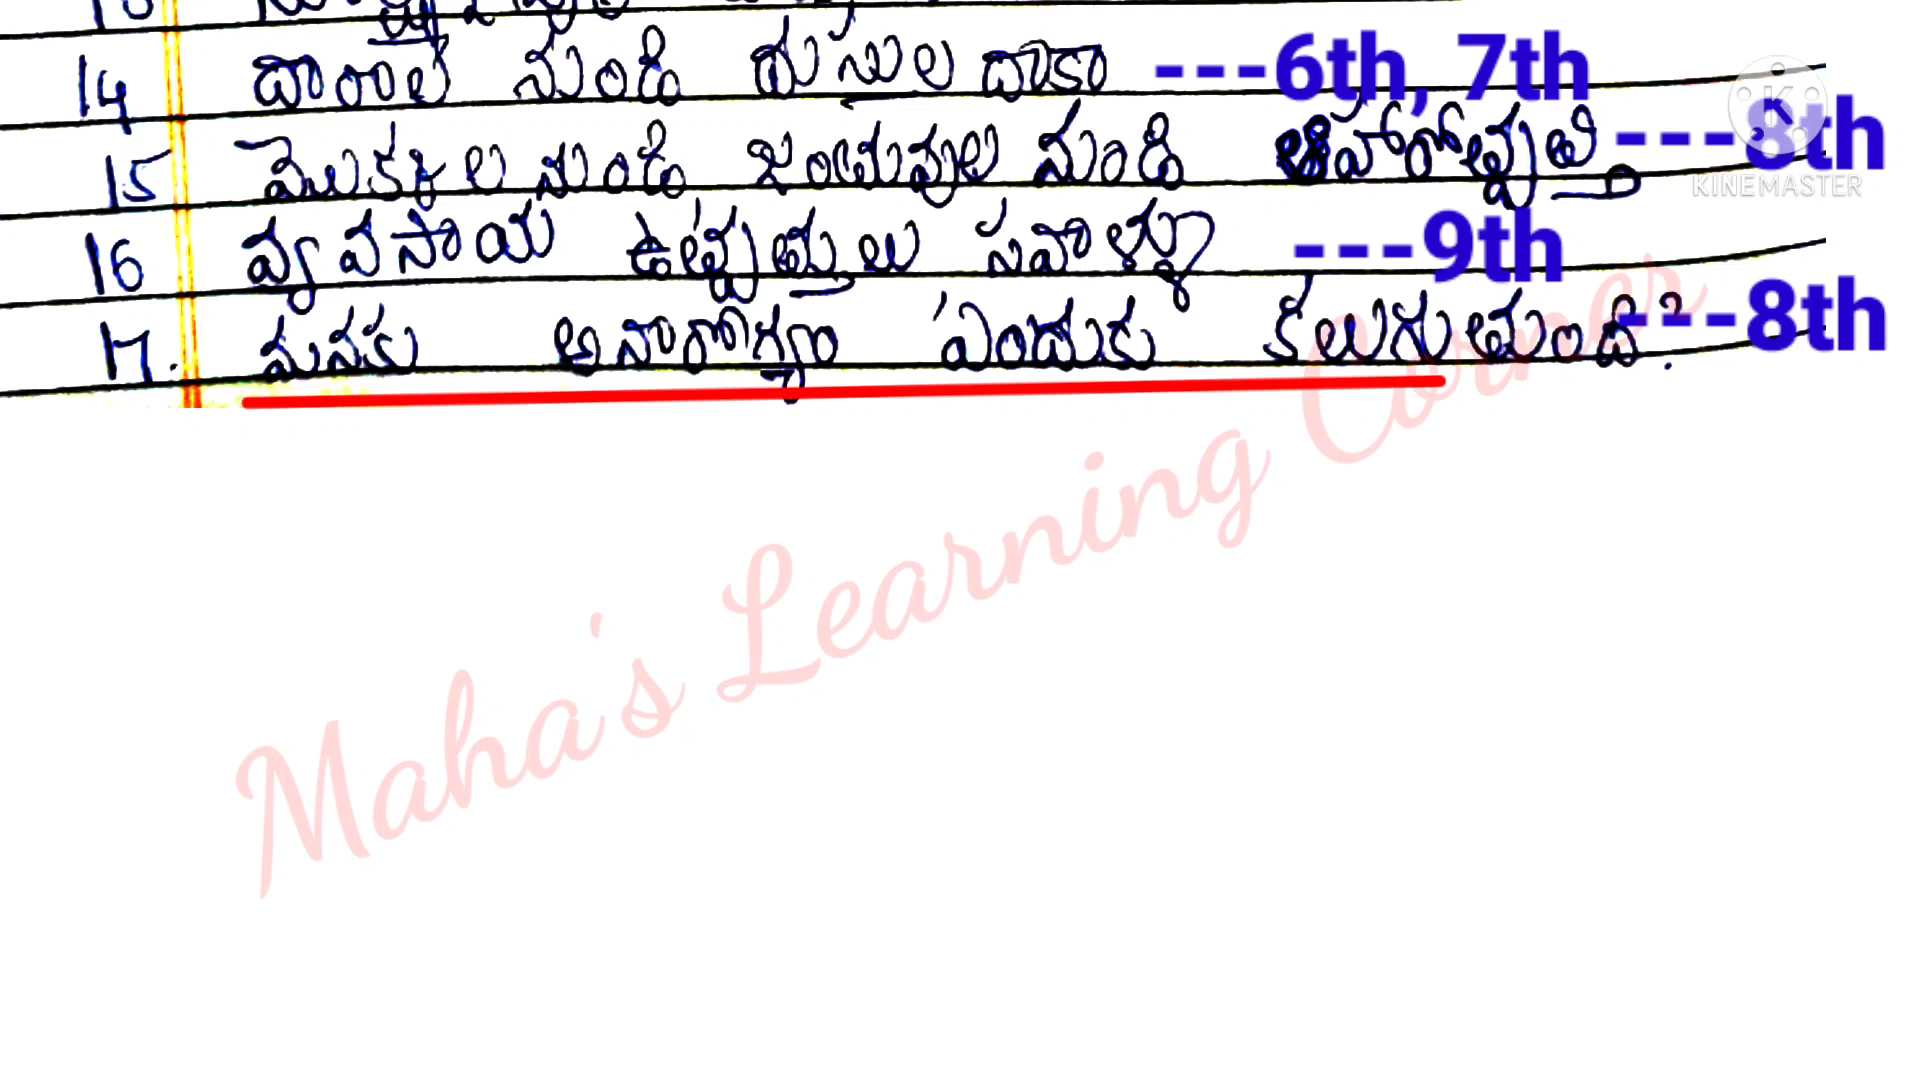 14 దారాల నుండి దుస్తుల దాకా ---6th, 7th
15 మొక్కల నుండి జంతువుల నుండి ఆహారోత్పత్తి ---8th
KINEMASTER
16 వ్యవసాయ ఉత్పత్తులు సవాళ్ళు ---9th
17. మనకు అనారోగ్యం ఎందుకు కలుగుతుంది? ---8th
Maha's Learning Corner